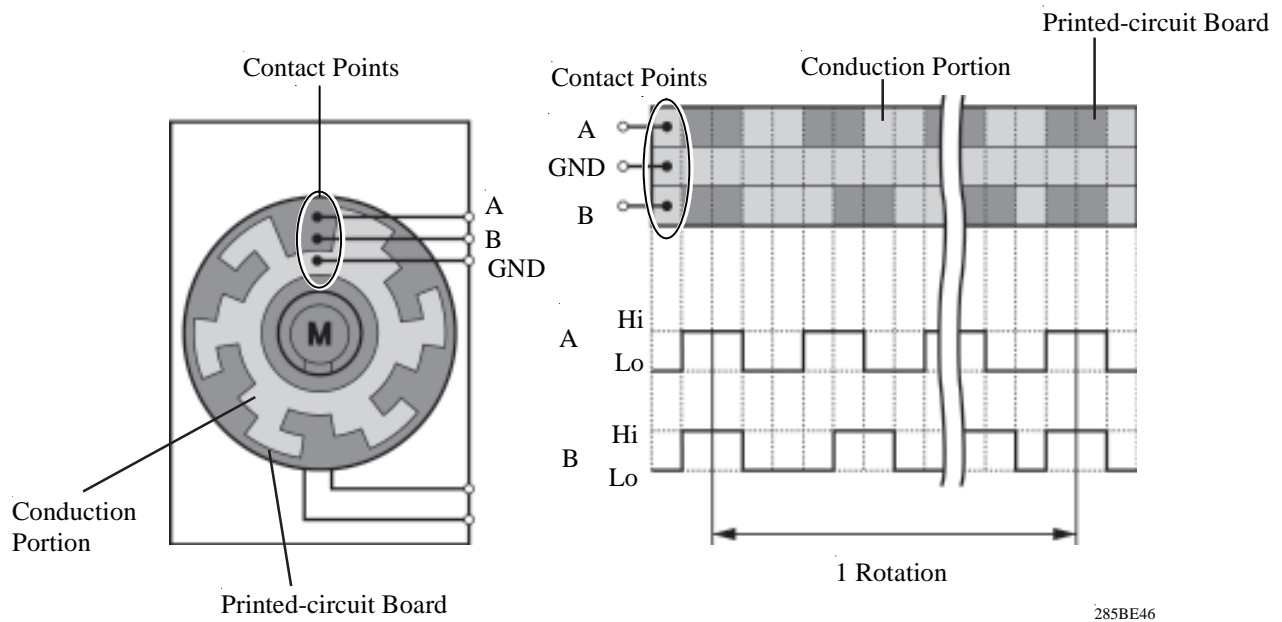 Contact Points
A
B
GND
M
Conduction
Portion
Printed-circuit Board
Printed-circuit Board
Conduction Portion
Contact Points
A
GND
B
Hi
A
Lo
Hi
B
Lo
1 Rotation
285BE46